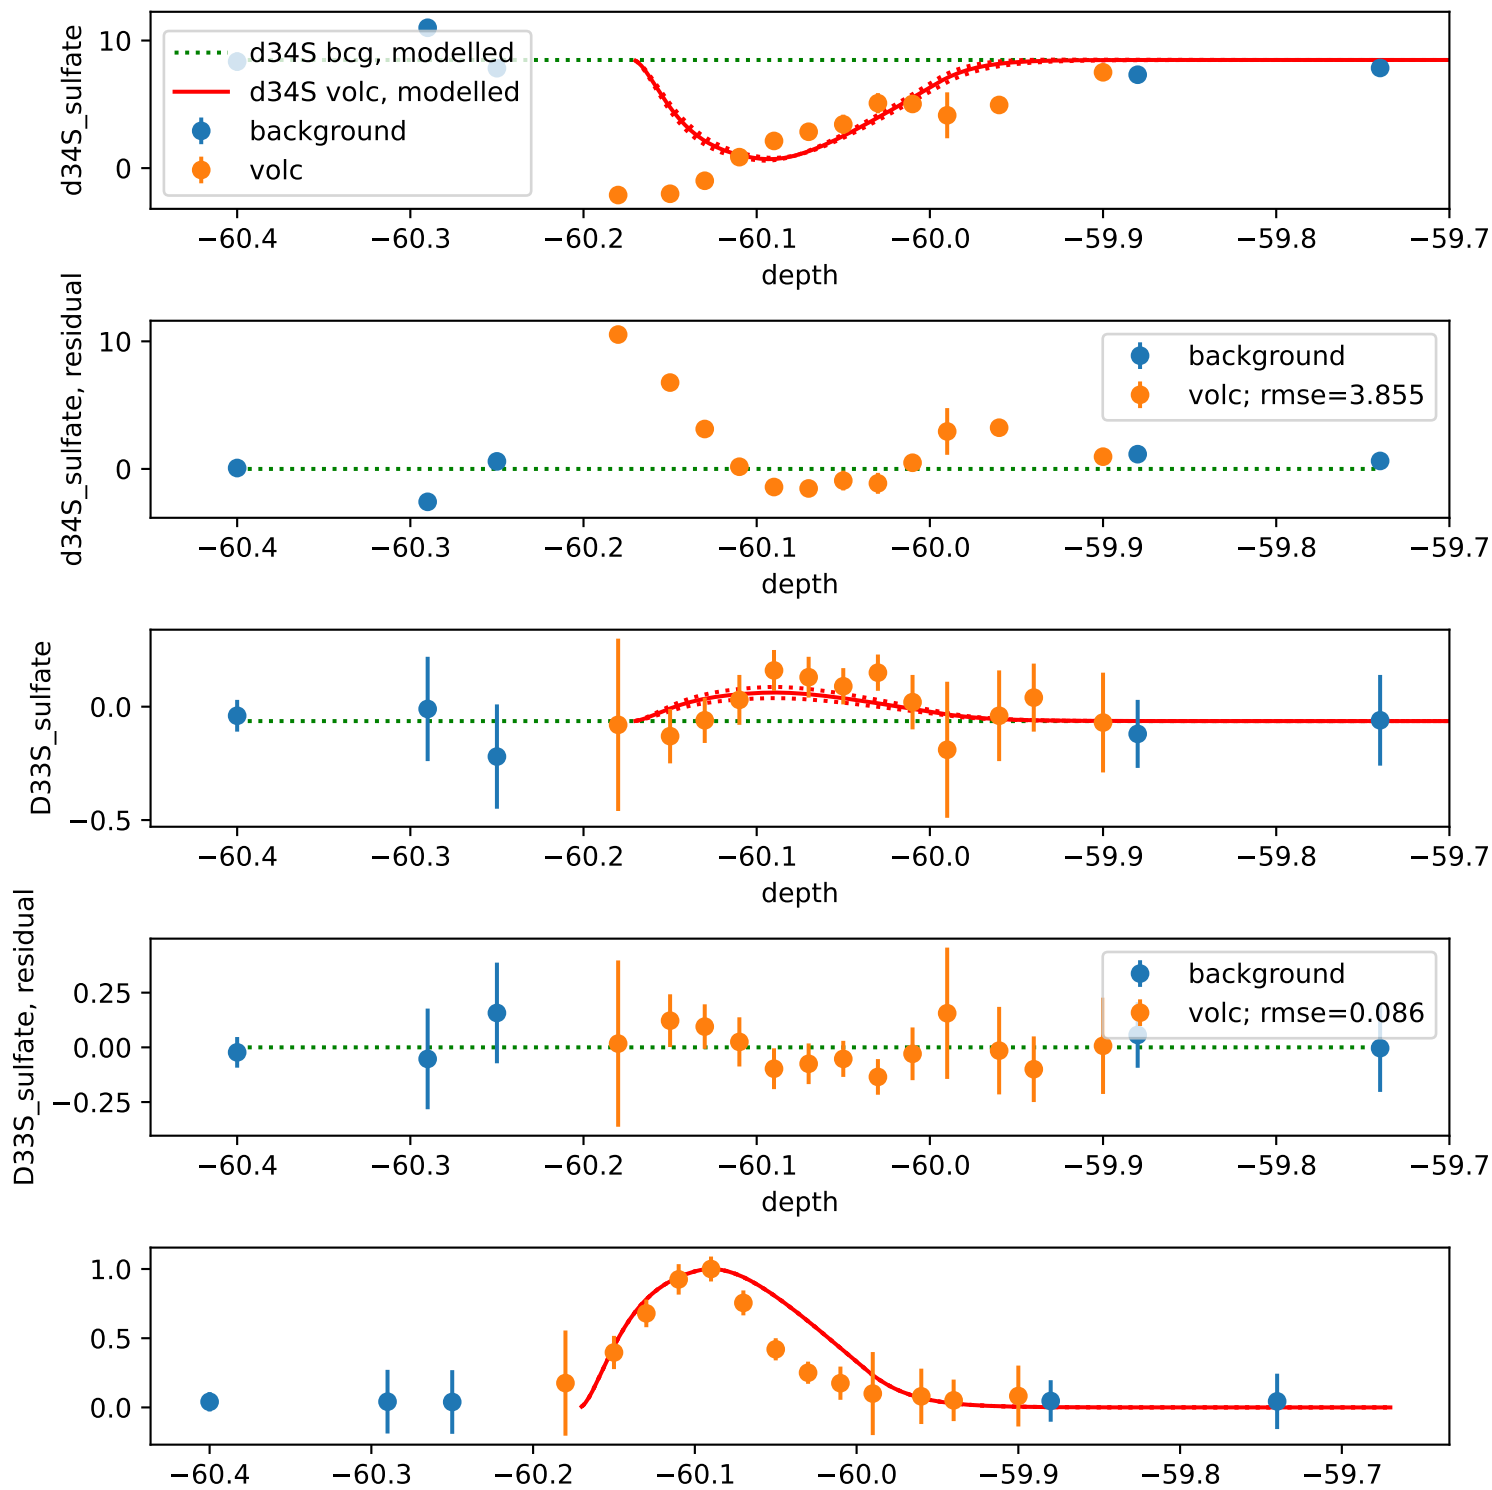 d34S_sulfate
10
0
d34S bcg, modelled
d34S volc, modelled
background
volc
−60.4 −60.3 −60.2 −60.1 −60.0 −59.9 −59.8 −59.7
depth
d34S_sulfate, residual
10
0
background
volc; rmse=3.855
−60.4 −60.3 −60.2 −60.1 −60.0 −59.9 −59.8 −59.7
depth
D33S_sulfate
0.0
−0.5
−60.4 −60.3 −60.2 −60.1 −60.0 −59.9 −59.8 −59.7
depth
D33S_sulfate, residual
0.25
0.00
−0.25
background
volc; rmse=0.086
−60.4 −60.3 −60.2 −60.1 −60.0 −59.9 −59.8 −59.7
depth
1.0
0.5
0.0
−60.4 −60.3 −60.2 −60.1 −60.0 −59.9 −59.8 −59.7